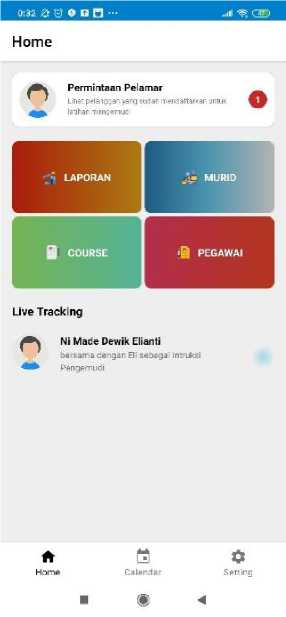 0:32
Home
Permintaan Pelamar
Lihat pelanggan yang sudah mendaftarkan untuk
latihan mengemudi
1
LAPORAN
MURID
COURSE
PEGAWAI
Live Tracking
Ni Made Dewik Elianti
bersama dengan Eli sebagai Intruksi
Pengemudi
Home
Calendar
Setting